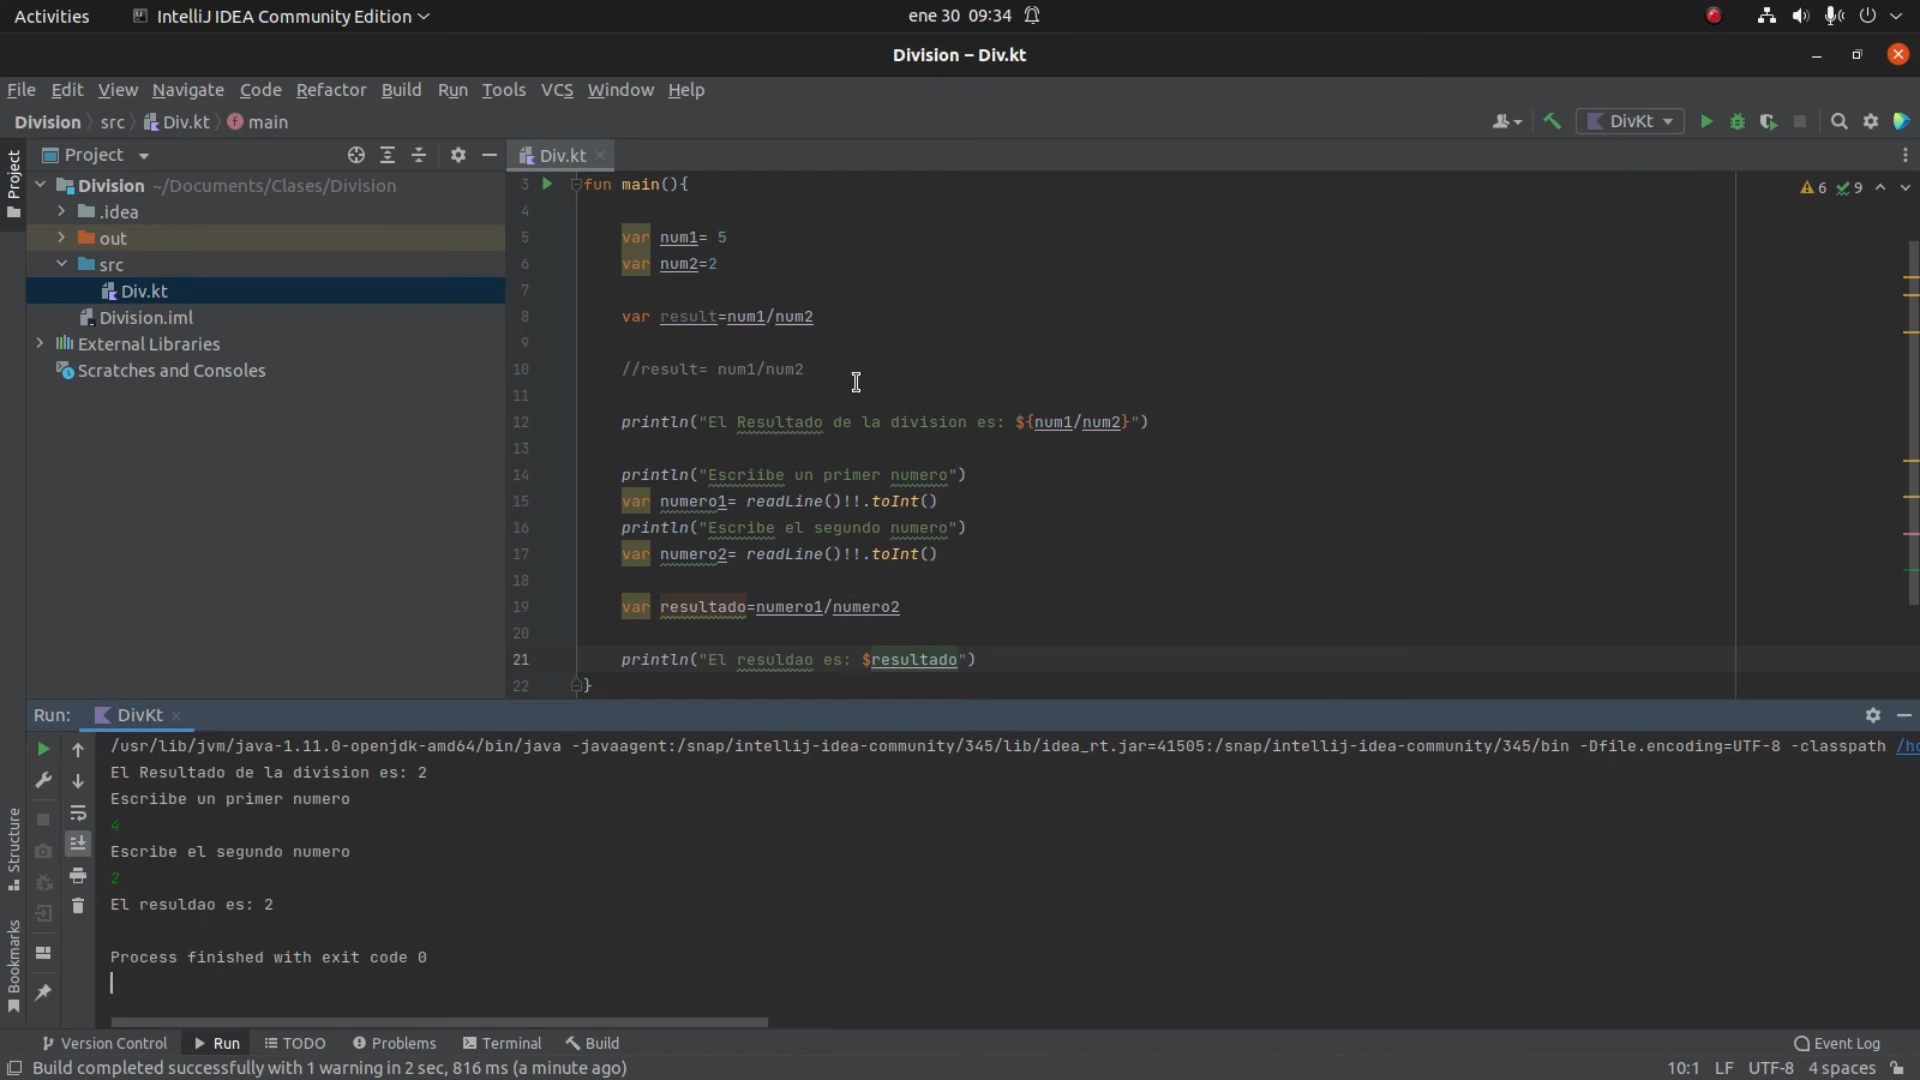 Activities IntelliJ IDEA Community Edition ene 30 09:34
Division – Div.kt
File Edit View Navigate Code Refactor Build Run Tools VCS Window Help
Division src Div.kt main DivKt
Project Project Div.kt
Division ~/Documents/Clases/Division
.idea
out
src
Div.kt
Division.iml
External Libraries
Scratches and Consoles
6 9
3 fun main(){
4
5 var num1= 5
6 var num2=2
7
8 var result=num1/num2
9
10 //result= num1/num2
11
12 println("El Resultado de la division es: ${num1/num2}")
13
14 println("Escriibe un primer numero")
15 var numero1= readLine()!!.toInt()
16 println("Escribe el segundo numero")
17 var numero2= readLine()!!.toInt()
18
19 var resultado=numero1/numero2
20
21 println("El resuldao es: $resultado")
22 }
Run: DivKt
/usr/lib/jvm/java-1.11.0-openjdk-amd64/bin/java -javaagent:/snap/intellij-idea-community/345/lib/idea_rt.jar=41505:/snap/intellij-idea-community/345/bin -Dfile.encoding=UTF-8 -classpath
El Resultado de la division es: 2
Escriibe un primer numero
4
Escribe el segundo numero
2
El resuldao es: 2
Process finished with exit code 0
Structure
Bookmarks
Version Control Run TODO Problems Terminal Build Event Log
Build completed successfully with 1 warning in 2 sec, 816 ms (a minute ago) 10:1 LF UTF-8 4 spaces